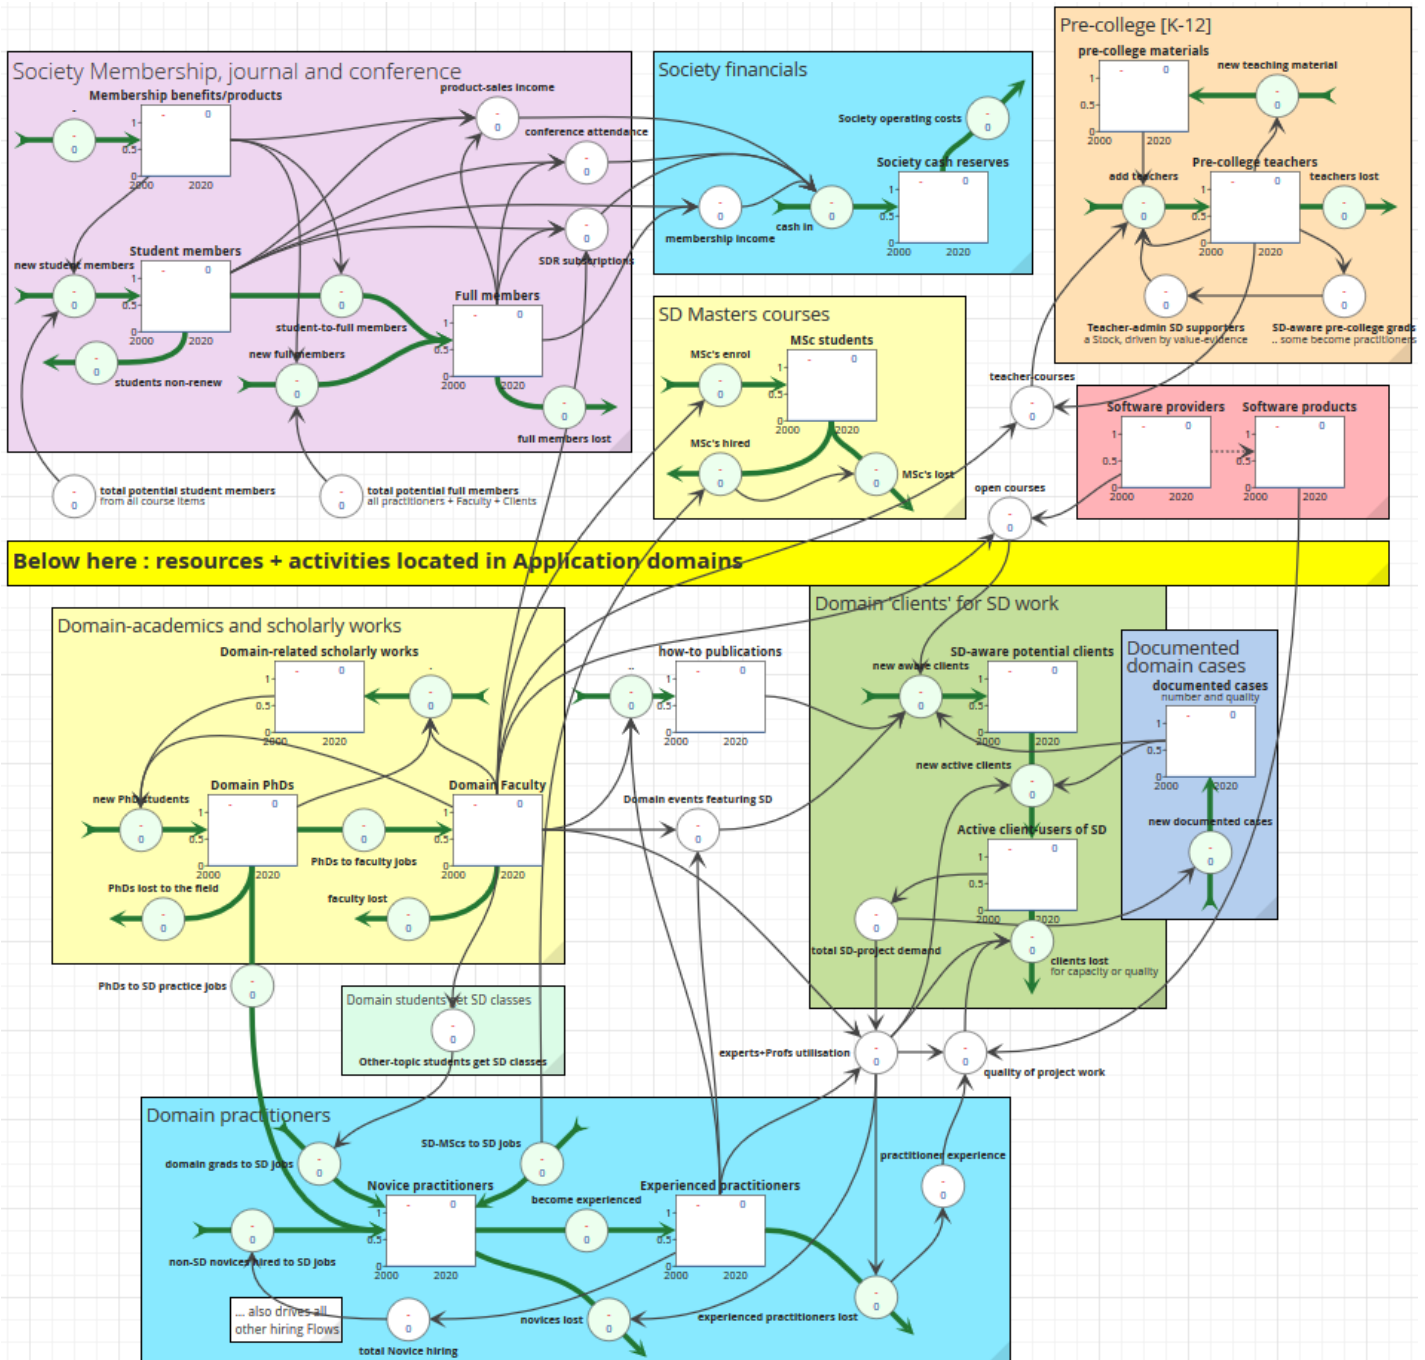 Pre-college [K-12]
pre-college materials
new teaching material
add teachers
Pre-college teachers
teachers lost
Teacher-admin SD supporters
a Stock, driven by value-evidence
SD-aware pre-college grads
.. some become practitioners
Society Membership, journal and conference
Membership benefits/products
product-sales income
conference attendance
SDR subscriptions
new student members
Student members
student-to-full members
Full members
new full members
students non-renew
full members lost
total potential student members
from all course items
total potential full members
all practitioners + Faculty + Clients
Society financials
Society operating costs
Society cash reserves
membership income
cash in
SD Masters courses
MSc's enrol
MSc students
MSc's hired
MSc's lost
teacher-courses
open courses
Software providers
Software products
Below here : resources + activities located in Application domains
Domain-academics and scholarly works
Domain-related scholarly works
new PhD students
Domain PhDs
Domain Faculty
PhDs to faculty jobs
PhDs lost to the field
faculty lost
PhDs to SD practice jobs
how-to publications
Domain events featuring SD
Domain students get SD classes
Other-topic students get SD classes
Domain 'clients' for SD work
new aware clients
SD-aware potential clients
new active clients
Active client-users of SD
total SD-project demand
clients lost
for capacity or quality
Documented
domain cases
documented cases
number and quality
new documented cases
experts+Profs utilisation
quality of project work
Domain practitioners
domain grads to SD jobs
SD-MScs to SD jobs
Novice practitioners
become experienced
Experienced practitioners
practitioner experience
non-SD novices hired to SD jobs
... also drives all
other hiring Flows
total Novice hiring
novices lost
experienced practitioners lost